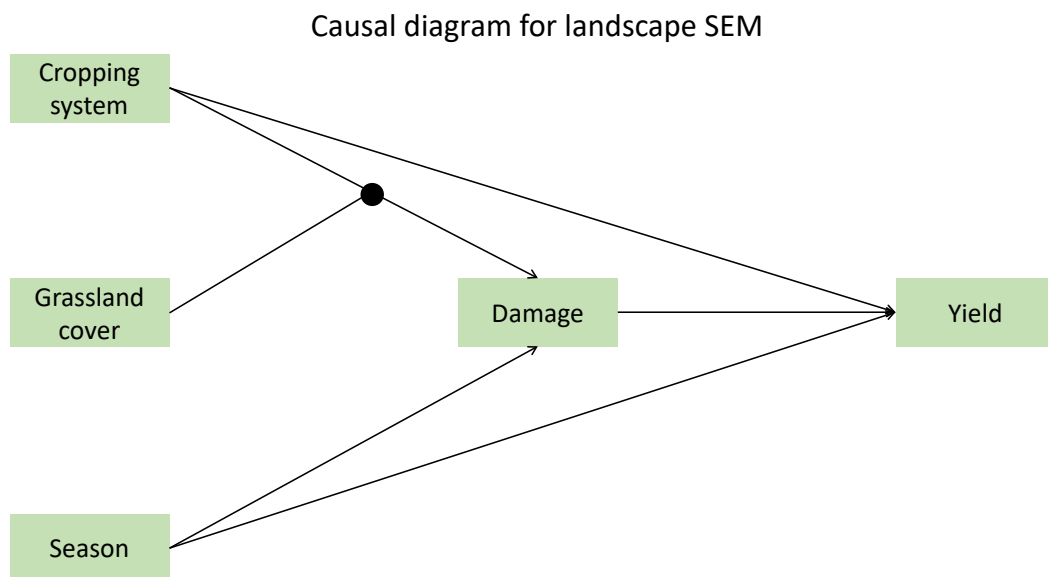 Causal diagram for landscape SEM
Cropping
system
Grassland
cover
Damage
Yield
Season